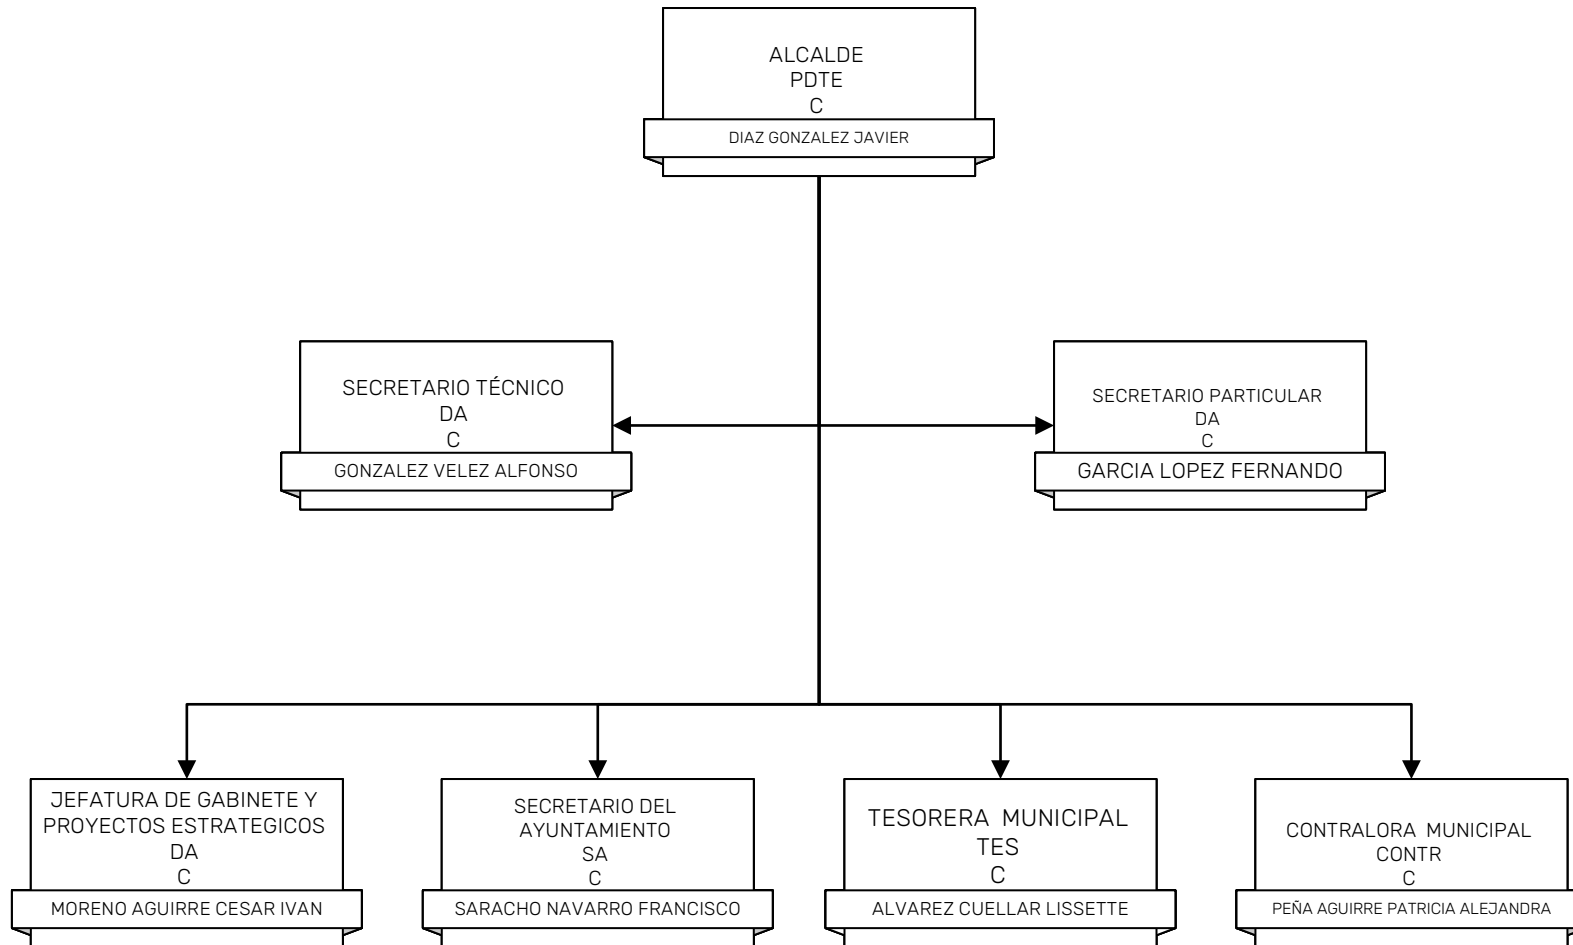 ALCALDE
PDTE
C
DIAZ GONZALEZ JAVIER
SECRETARIO TÉCNICO
DA
C
GONZALEZ VELEZ ALFONSO
SECRETARIO PARTICULAR
DA
C
GARCIA LOPEZ FERNANDO
JEFATURA DE GABINETE Y
PROYECTOS ESTRATEGICOS
DA
C
MORENO AGUIRRE CESAR IVAN
SECRETARIO DEL
AYUNTAMIENTO
SA
C
SARACHO NAVARRO FRANCISCO
TESORERA MUNICIPAL
TES
C
ALVAREZ CUELLAR LISSETTE
CONTRALORA MUNICIPAL
CONTR
C
PEÑA AGUIRRE PATRICIA ALEJANDRA